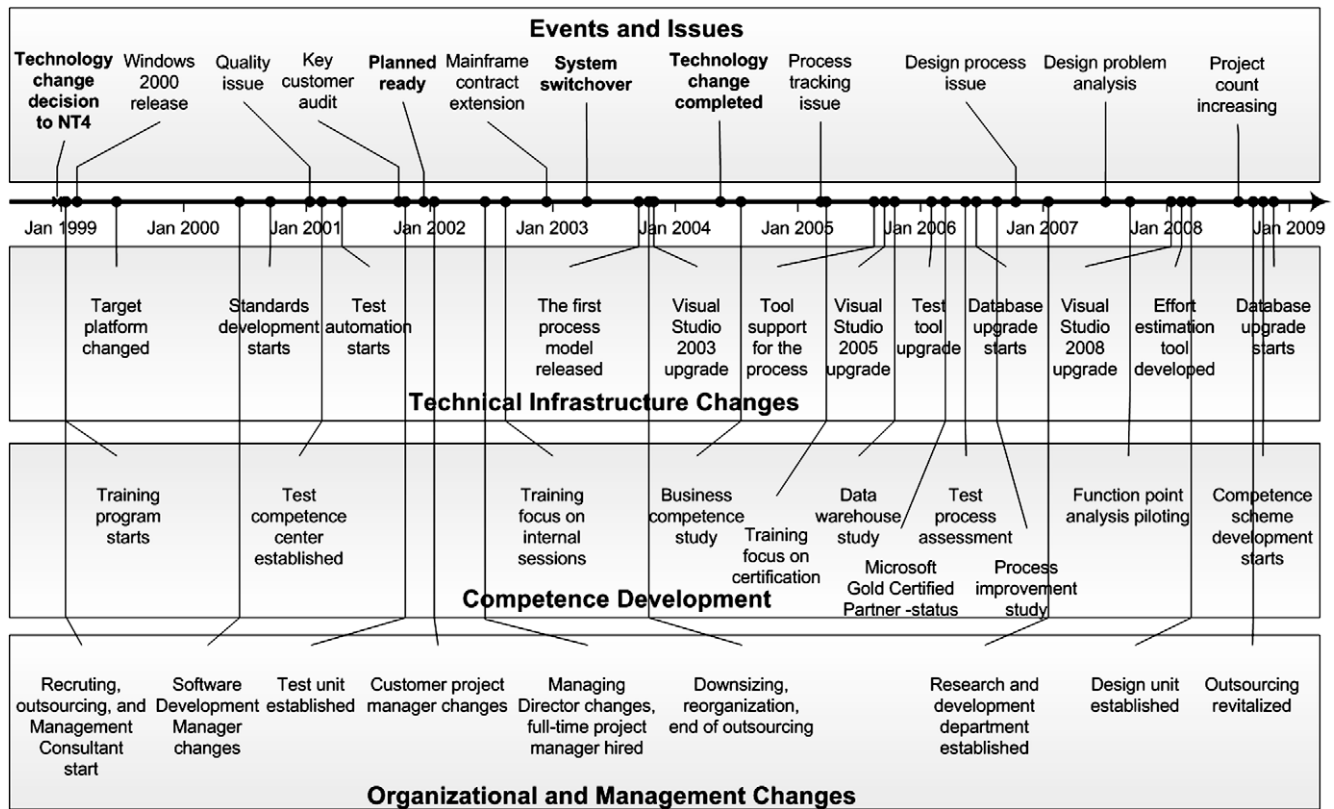 Events and Issues
Technology
change
decision
to NT4
Windows
2000
release
Quality
issue
Key
customer
audit
Planned
ready
Mainframe
contract
extension
System
switchover
Technology
change
completed
Process
tracking
issue
Design process
issue
Design problem
analysis
Project
count
increasing
Jan 1999
Jan 2000
Jan 2001
Jan 2002
Jan 2003
Jan 2004
Jan 2005
Jan 2006
Jan 2007
Jan 2008
Jan 2009
Target
platform
changed
Standards
development
starts
Test
automation
starts
The first
process
model
released
Visual
Studio
2003
upgrade
Tool
support
for the
process
Visual
Studio
2005
upgrade
Test
tool
upgrade
Database
upgrade
starts
Visual
Studio
2008
upgrade
Effort
estimation
tool
developed
Database
upgrade
starts
Technical Infrastructure Changes
Training
program
starts
Test
competence
center
established
Training
focus on
internal
sessions
Business
competence
study
Training
focus on
certification
Data
warehouse
study
Microsoft
Gold Certified
Partner -status
Test
process
assessment
Process
improvement
study
Function point
analysis piloting
Competence
scheme
development
starts
Competence Development
Recruting,
outsourcing, and
Management
Consultant
start
Software
Development
Manager
changes
Test unit
established
Customer project
manager changes
Managing
Director changes,
full-time project
manager hired
Downsizing,
reorganization,
end of outsourcing
Research and
development
department
established
Design unit
established
Outsourcing
revitalized
Organizational and Management Changes